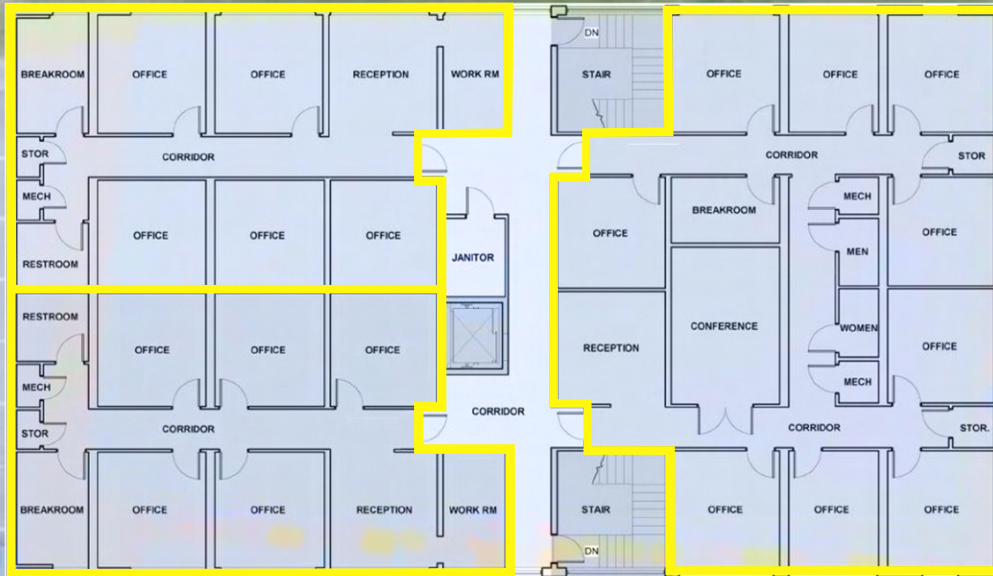 DN
BREAKROOM OFFICE OFFICE RECEPTION WORK RM STAIR OFFICE OFFICE OFFICE
STOR CORRIDOR CORRIDOR STOR
MECH MECH
BREAKROOM
OFFICE OFFICE OFFICE OFFICE OFFICE
RESTROOM JANITOR MEN
RESTROOM
CONFERENCE WOMEN
OFFICE OFFICE OFFICE RECEPTION OFFICE
MECH MECH
CORRIDOR
STOR CORRIDOR CORRIDOR STOR.
BREAKROOM OFFICE OFFICE RECEPTION WORK RM STAIR OFFICE OFFICE OFFICE
DN